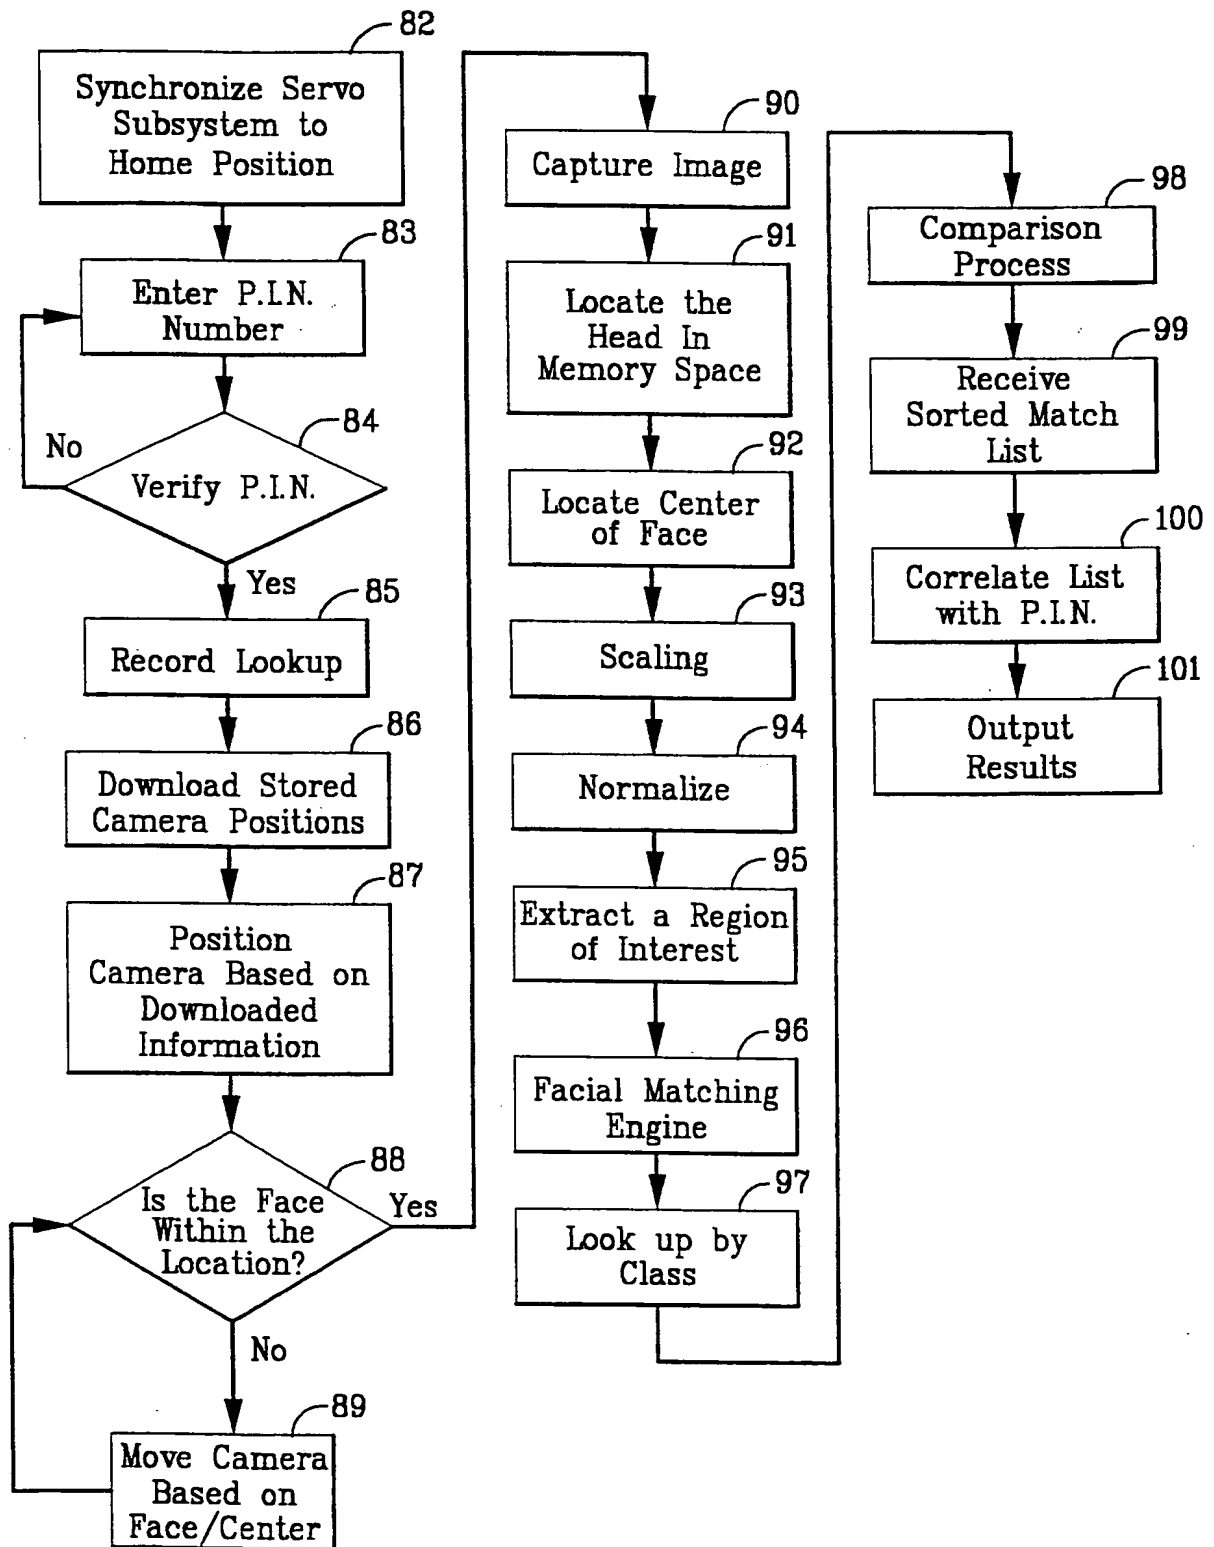 82
Synchronize Servo
Subsystem to
Home Position
83
Enter P.I.N.
Number
84
No
Verify P.I.N.
Yes
85
Record Lookup
86
Download Stored
Camera Positions
87
Position
Camera Based on
Downloaded
Information
88
Is the Face
Within the
Location?
Yes
No
89
Move Camera
Based on
Face/Center
90
Capture Image
91
Locate the
Head In
Memory Space
92
Locate Center
of Face
93
Scaling
94
Normalize
95
Extract a Region
of Interest
96
Facial Matching
Engine
97
Look up by
Class
98
Comparison
Process
99
Receive
Sorted Match
List
100
Correlate List
with P.I.N.
101
Output
Results